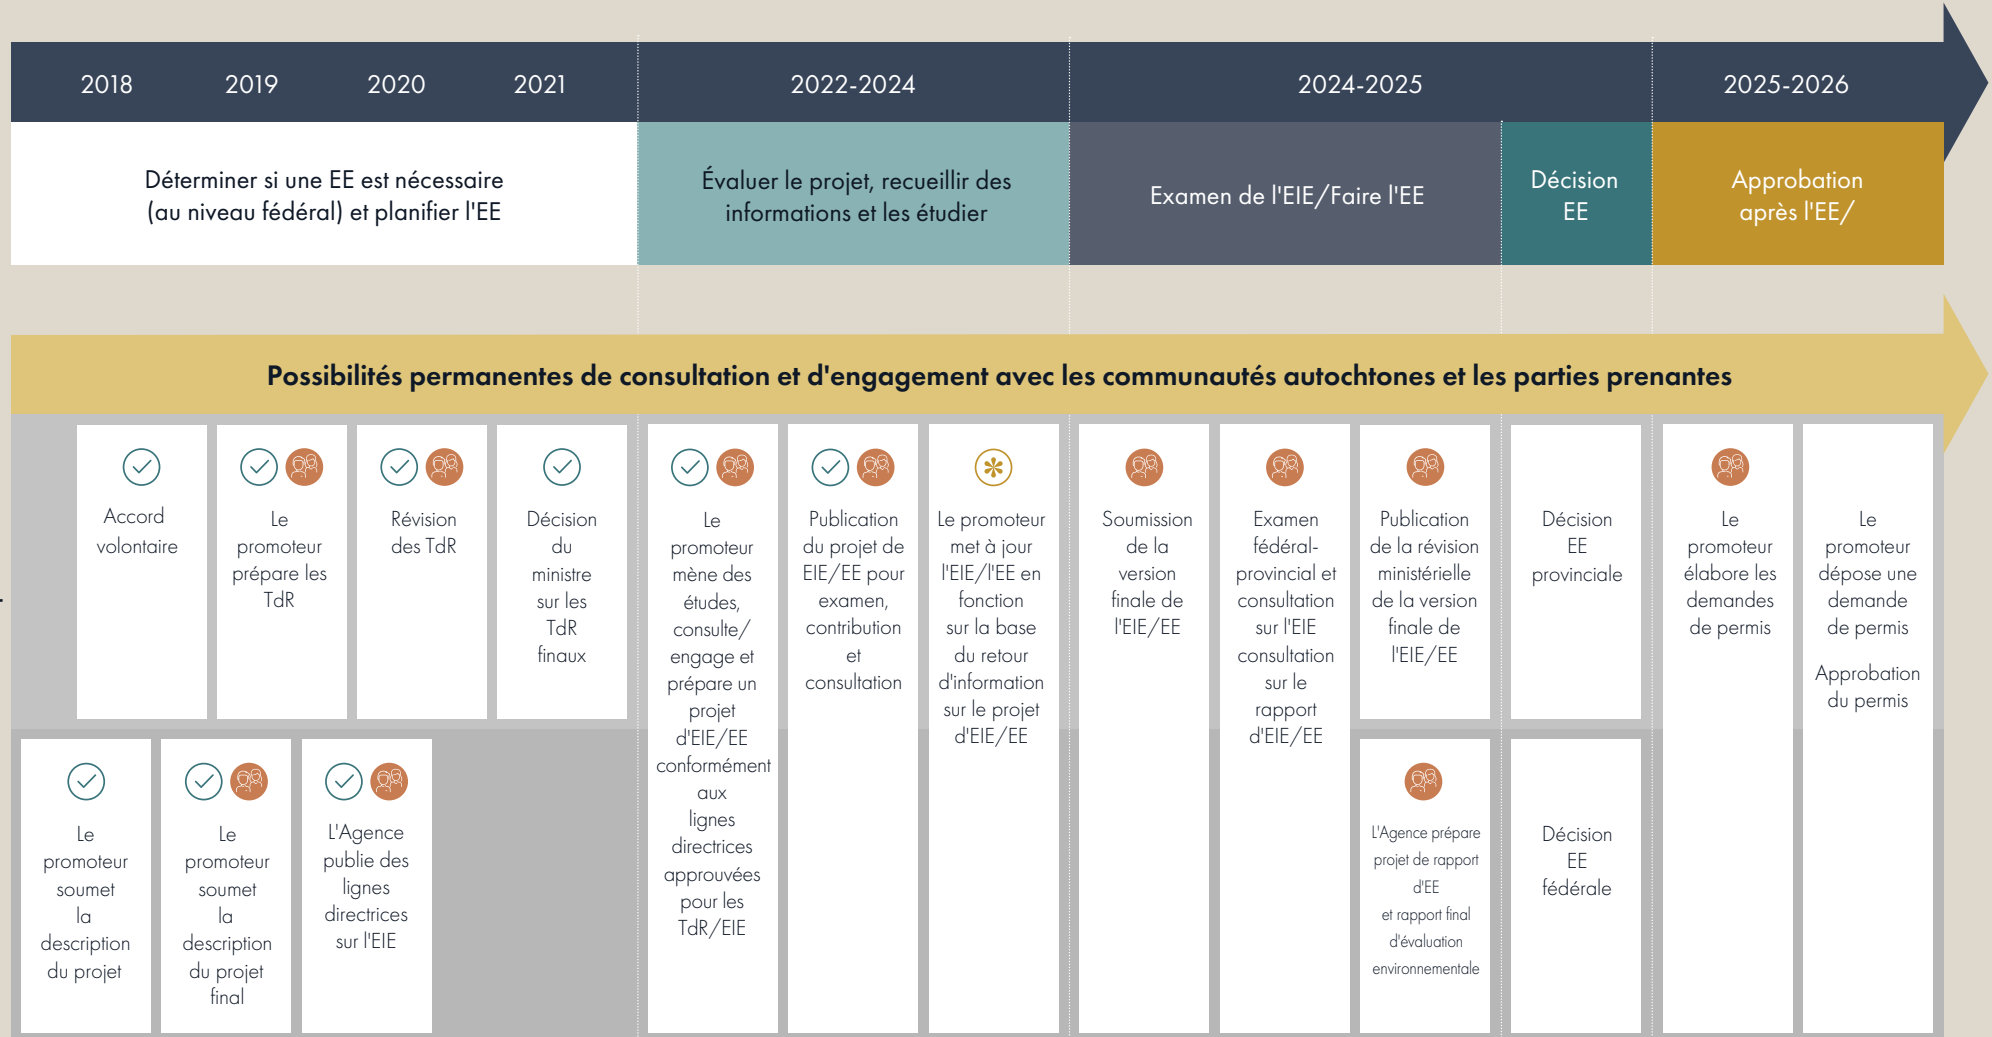 2018 2019 2020 2021 2022-2024 2024-2025 2025-2026
Déterminer si une EE est nécessaire
(au niveau fédéral) et planifier l'EE
Évaluer le projet, recueillir des
informations et les étudier
Examen de l'EIE/Faire l'EE
Décision
EE
Approbation
après l'EE/
Possibilités permanentes de consultation et d'engagement avec les communautés autochtones et les parties prenantes
Accord
volontaire
Le
promoteur
prépare les
TdR
Révision
des TdR
Décision
du
ministre
sur les
TdR
finaux
Le
promoteur
mène des
études,
consulte/
engage et
prépare un
projet
d'EIE/EE
conformément
aux
lignes
directrices
approuvées
pour les
TdR/EIE
Publication
du projet de
EIE/EE pour
examen,
contribution
et
consultation
Le promoteur
met à jour
l'EIE/l'EE en
fonction
sur la base
du retour
d'information
sur le projet
d'EIE/EE
Soumission
de la
version
finale de
l'EIE/EE
Examen
fédéral-
provincial et
consultation
sur l'EIE
consultation
sur le
rapport
d'EIE/EE
Publication
de la révision
ministérielle
de la version
finale de
l'EIE/EE
Décision
EE
provinciale
Le
promoteur
élabore les
demandes
de permis
Le
promoteur
dépose une
demande
de permis
Approbation
du permis
Le
promoteur
soumet
la
description
du projet
Le
promoteur
soumet
la
description
du projet
final
L'Agence
publie des
lignes
directrices
sur l'EIE
L'Agence prépare
projet de rapport
d'EE
et rapport final
d'évaluation
environnementale
Décision
EE
fédérale